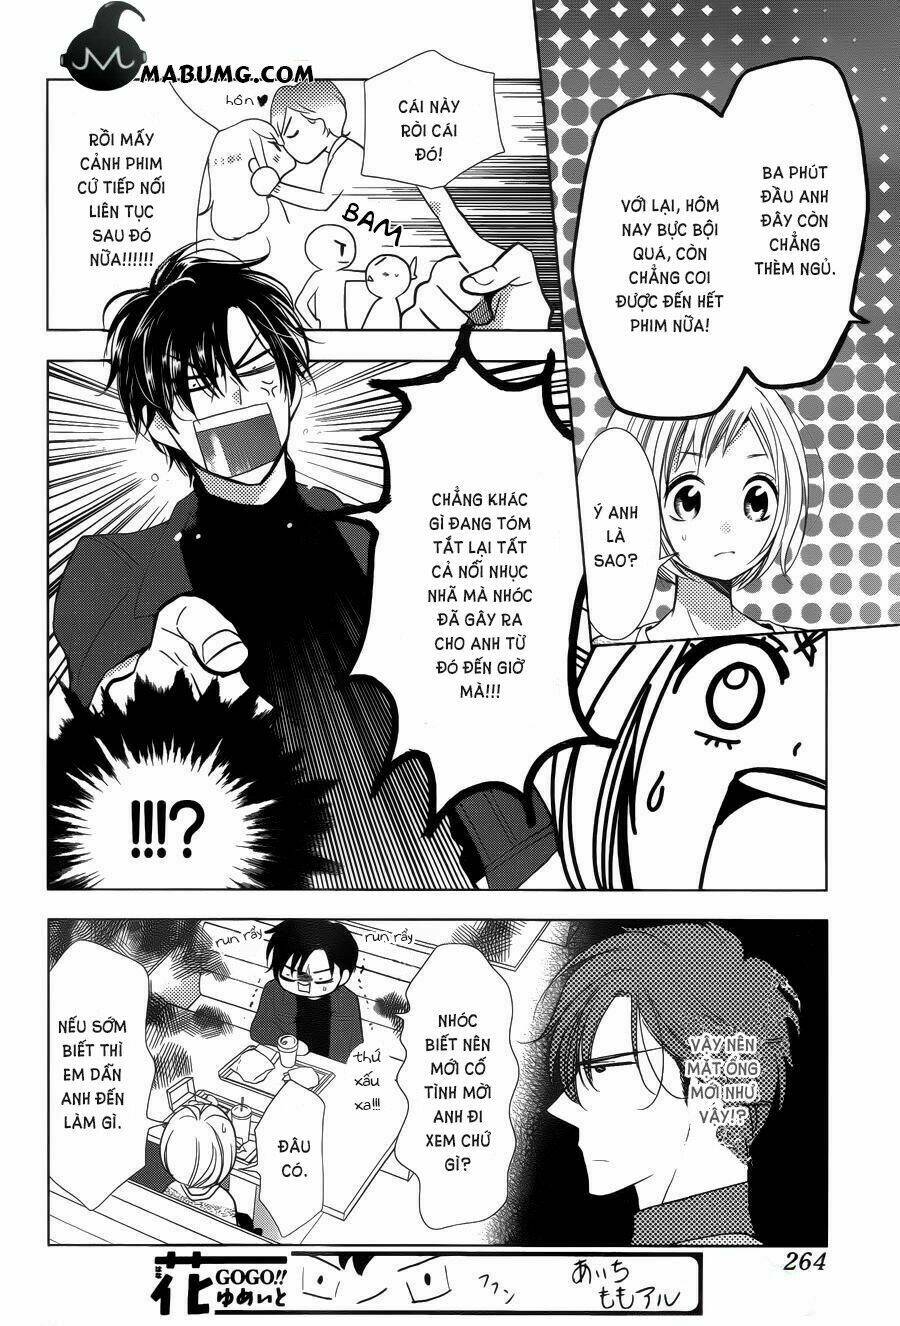 MABUMG.COM
BA PHÚT
ĐẦU ANH
ĐÂY CÒN
CHẲNG
THÈM NGỦ.
VỚI LẠI, HÔM
NAY BỰC BỘI
QUÁ, CÒN
CHẲNG COI
ĐƯỢC ĐẾN HẾT
PHIM NỮA!
Ý ANH
LÀ
SAO?
CÁI NÀY
RỒI CÁI
ĐÓ!
hôn
RỒI MẤY
CẢNH PHIM
CỨ TIẾP NỐI
LIÊN TỤC
SAU ĐÓ
NỮA!!!!!!
BAM
CHẲNG KHÁC
GÌ ĐANG TÓM
TẮT LẠI TẤT
CẢ NỖI NHỤC
NHÃ MÀ NHÓC
ĐÃ GÂY RA
CHO ANH TỪ
ĐÓ ĐẾN GIỜ
MÀ!!!
!!!?
VẬY NÊN
MẶT ỔNG
MỚI NHƯ
VẬY!?
NHÓC
BIẾT NÊN
MỚI CỐ
TÌNH MỜI
ANH ĐI
XEM CHỨ
GÌ?
run rẩy
run rẩy
thứ
xấu
xa!!!
ĐÂU
CÓ.
NẾU SỚM
BIẾT THÌ
EM DẪN
ANH ĐẾN
LÀM GÌ.
264
花
はな
GOGO!!
ゆめいと
フフン
あいち
ももアル